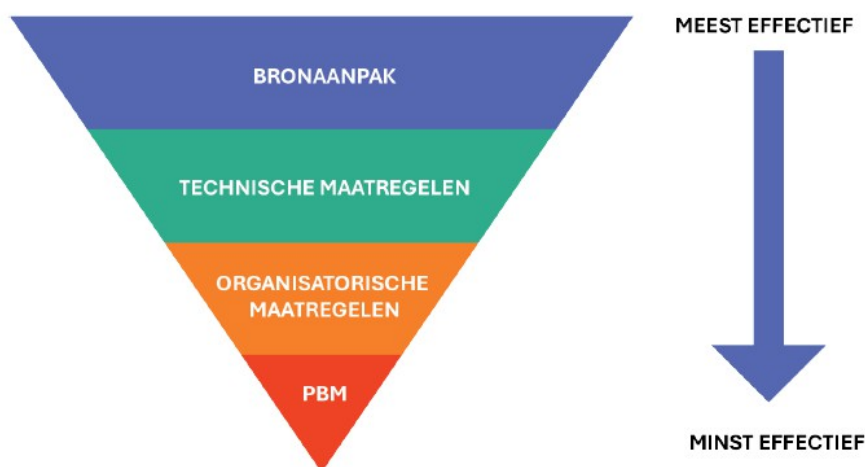 MEEST EFFECTIEF
BRONAANPAK
TECHNISCHE MAATREGELEN
ORGANISATORISCHE
MAATREGELEN
PBM
MINST EFFECTIEF